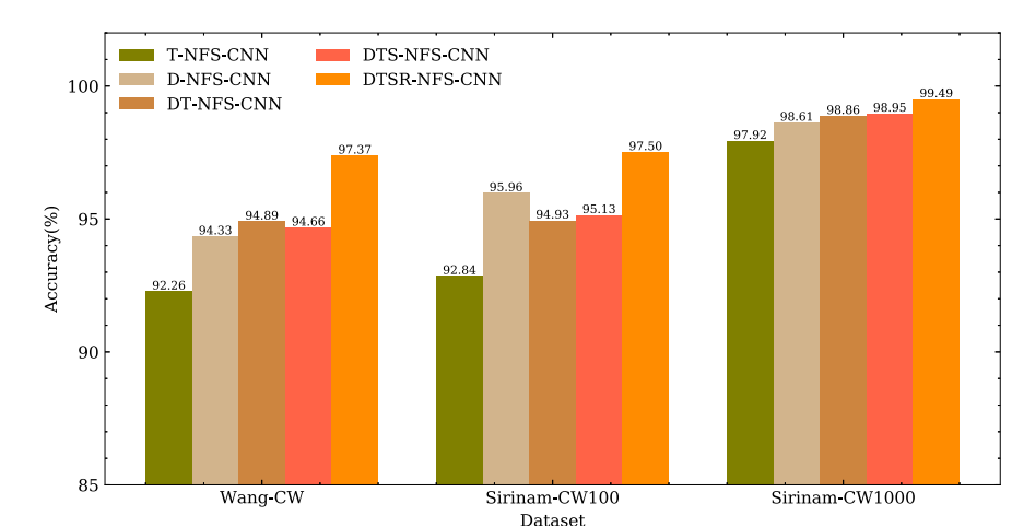 T-NFS-CNN
D-NFS-CNN
DT-NFS-CNN
DTS-NFS-CNN
DTSR-NFS-CNN
Accuracy(%)
100
95
90
85
92.26
94.33
94.89
94.66
97.37
92.84
95.96
94.93
95.13
97.50
97.92
98.61
98.86
98.95
99.49
Wang-CW
Sirinam-CW100
Sirinam-CW1000
Dataset